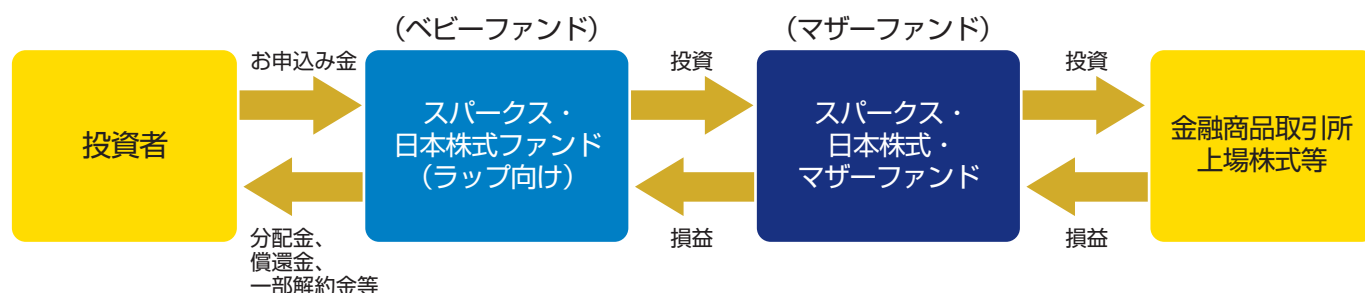 （ベビーファンド）
（マザーファンド）
お申込み金
投資
投資
投資者
スパークス・
日本株式ファンド
（ラップ向け）
スパークス・
日本株式・
マザーファンド
金融商品取引所
上場株式等
分配金、
償還金、
一部解約金等
損益
損益